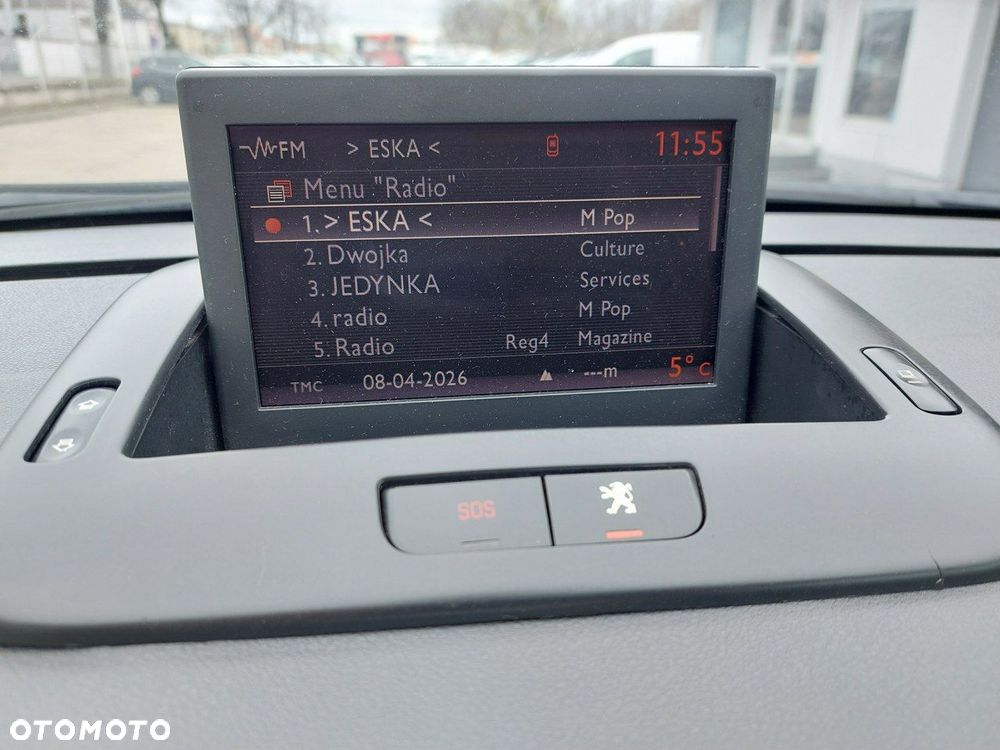 FM > ESKA < 11:55
Menu "Radio"
1. > ESKA < M Pop
2. Dwojka Culture
3. JEDYNKA Services
4. radio M Pop
5. Radio Reg4 Magazine
TMC 08-04-2026 ---m 5° C
SOS
OTOMOTO